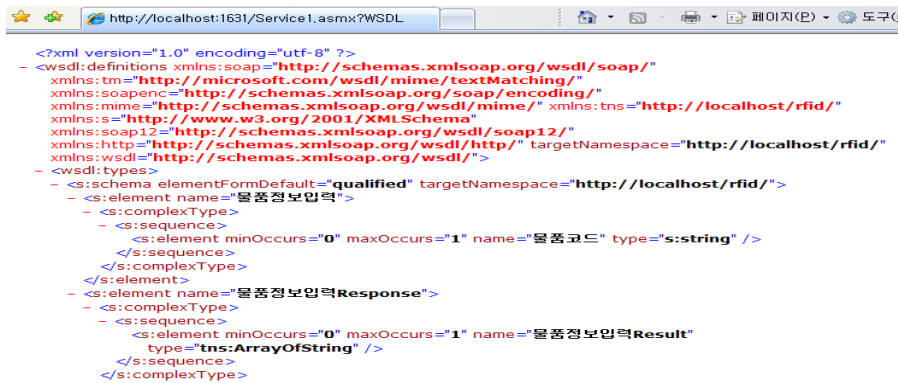 http://localhost:1631/Service1.asmx?WSDL 페이지(P) 도구(
<?xml version="1.0" encoding="utf-8" ?>
- <wsdl:definitions xmlns:soap="http://schemas.xmlsoap.org/wsdl/soap/"
xmlns:tm="http://microsoft.com/wsdl/mime/textMatching/"
xmlns:soapenc="http://schemas.xmlsoap.org/soap/encoding/"
xmlns:mime="http://schemas.xmlsoap.org/wsdl/mime/" xmlns:tns="http://localhost/rfid/"
xmlns:s="http://www.w3.org/2001/XMLSchema"
xmlns:soap12="http://schemas.xmlsoap.org/wsdl/soap12/"
xmlns:http="http://schemas.xmlsoap.org/wsdl/http/" targetNamespace="http://localhost/rfid/"
xmlns:wsdl="http://schemas.xmlsoap.org/wsdl/">
- <wsdl:types>
- <s:schema elementFormDefault="qualified" targetNamespace="http://localhost/rfid/">
- <s:element name="물품정보입력">
- <s:complexType>
- <s:sequence>
<s:element minOccurs="0" maxOccurs="1" name="물품코드" type="s:string" />
</s:sequence>
</s:complexType>
</s:element>
- <s:element name="물품정보입력Response">
- <s:complexType>
- <s:sequence>
<s:element minOccurs="0" maxOccurs="1" name="물품정보입력Result"
type="tns:ArrayOfString" />
</s:sequence>
</s:complexType>